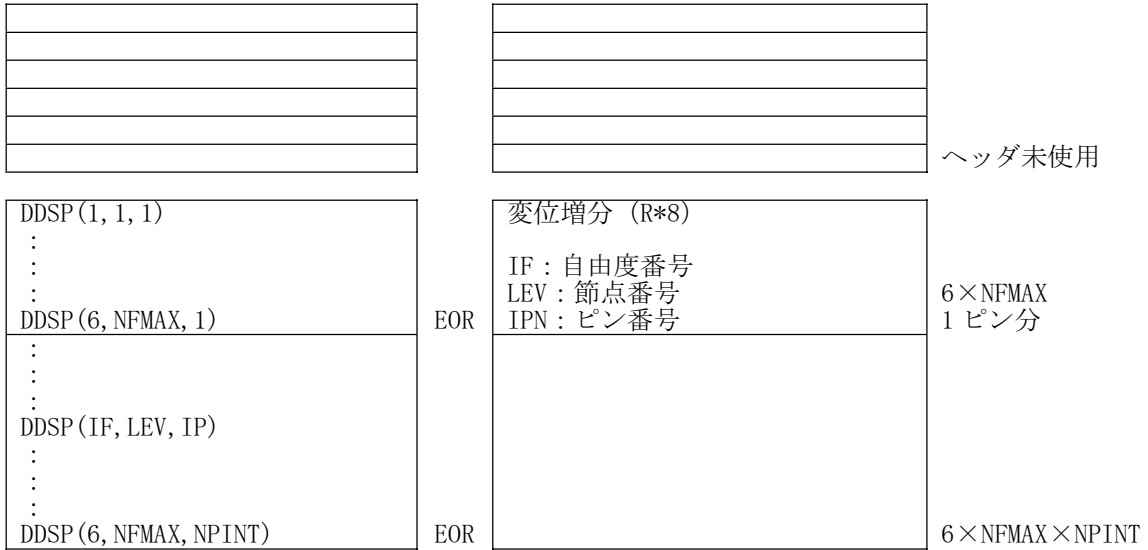 ヘッダ未使用
DDSP(1,1,1) 変位増分 (R*8)
:
: IF：自由度番号
: LEV：節点番号 6×NFMAX
DDSP(6,NFMAX,1) EOR IPN：ピン番号 1ピン分
:
:
:
DDSP(IF,LEV,IP)
:
:
:
DDSP(6,NFMAX,NPINT) EOR 6×NFMAX×NPINT